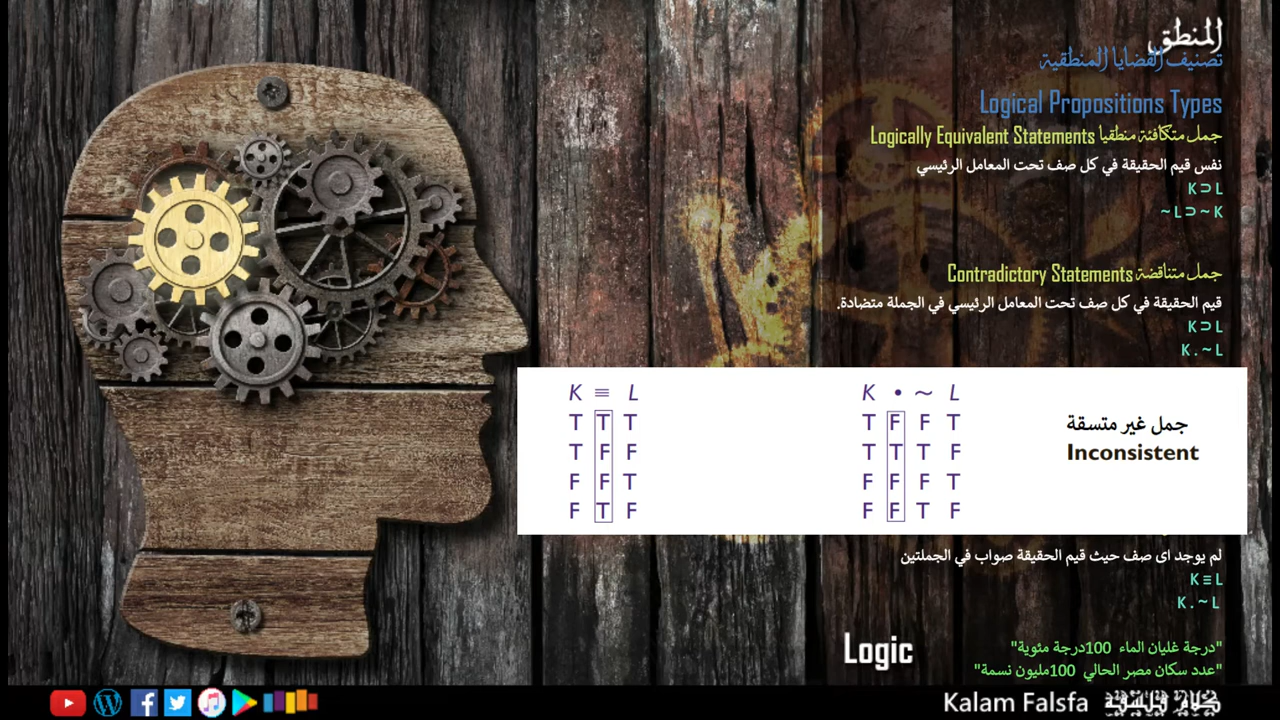 المنطق
تصنيف القضايا المنطقية
Logical Propositions Types
جمل متكافئة منطقيا Logically Equivalent Statements
نفس قيم الحقيقة في كل صف تحت المعامل الرئيسي
K ⊃ L
~ L ⊃ ~ K
جمل متناقضة Contradictory Statements
قيم الحقيقة في كل صف تحت المعامل الرئيسي في الجملة متضادة.
K ⊃ L
K . ~ L
K ≡ L K • ~ L
T T T T F F T جمل غير متسقة
T F F T T T F Inconsistent
F F T F F F T
F T F F F T F
لم يوجد اى صف حيث قيم الحقيقة صواب في الجملتين
K ≡ L
K . ~ L
"درجة غليان الماء 100درجة مئوية"
"عدد سكان مصر الحالي 100مليون نسمة"
Logic
Kalam Falsfa كلام فلسفة